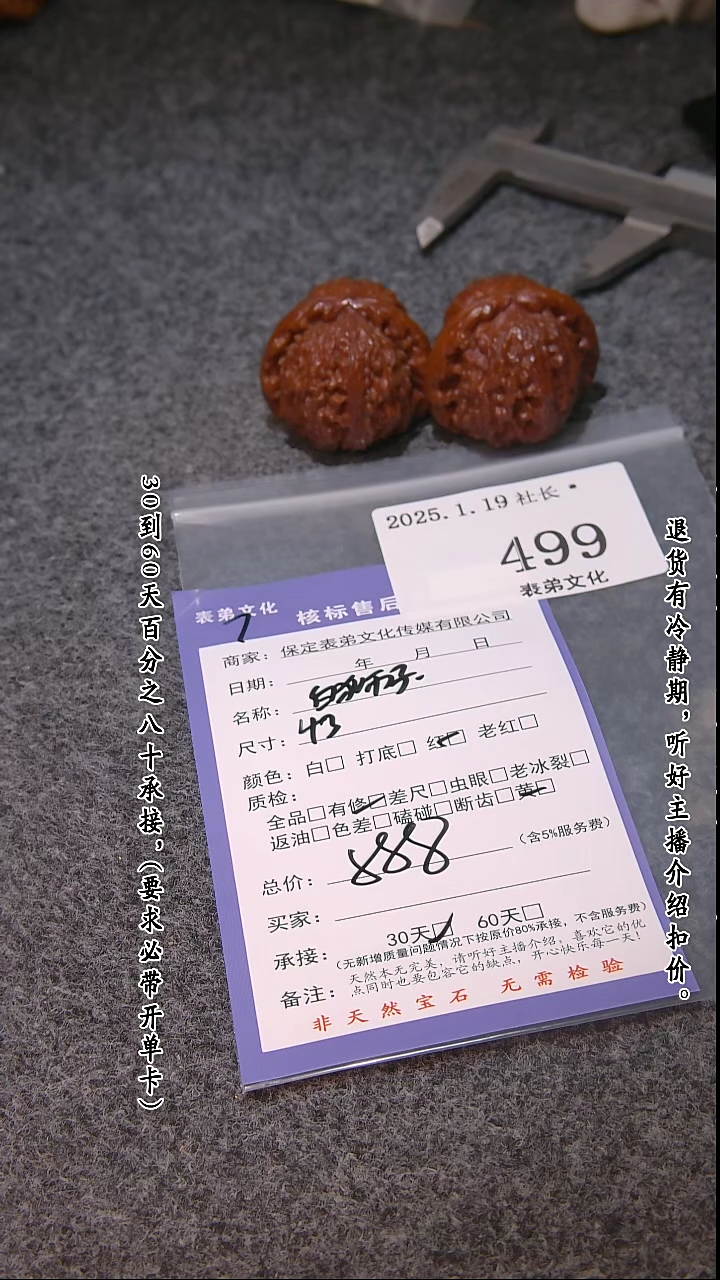 2025.1.19 社长
499
表弟文化
表弟文化 核标售后
商家：保定表弟文化传媒有限公司
日期： 年 月 日
名称：白狮子
尺寸：43
颜色：白□ 打底□ 红□ 老红□
质检：
全品□有修□差尺□虫眼□老冰裂□
返油□色差□磕碰□断齿□黄□
总价：888（含5%服务费）
买家：
承接：30天□ 60天□
（无新增质量问题情况下按原价80%承接，不含服务费）
备注：天然本无完美，请听好主播介绍，喜欢它的优
点同时也要包容它的缺点，开心快乐每一天！
非天然宝石 无需检验
30到60天百分之八十承接，（要求必带开单卡）
退货有冷静期，听好主播介绍扣价。